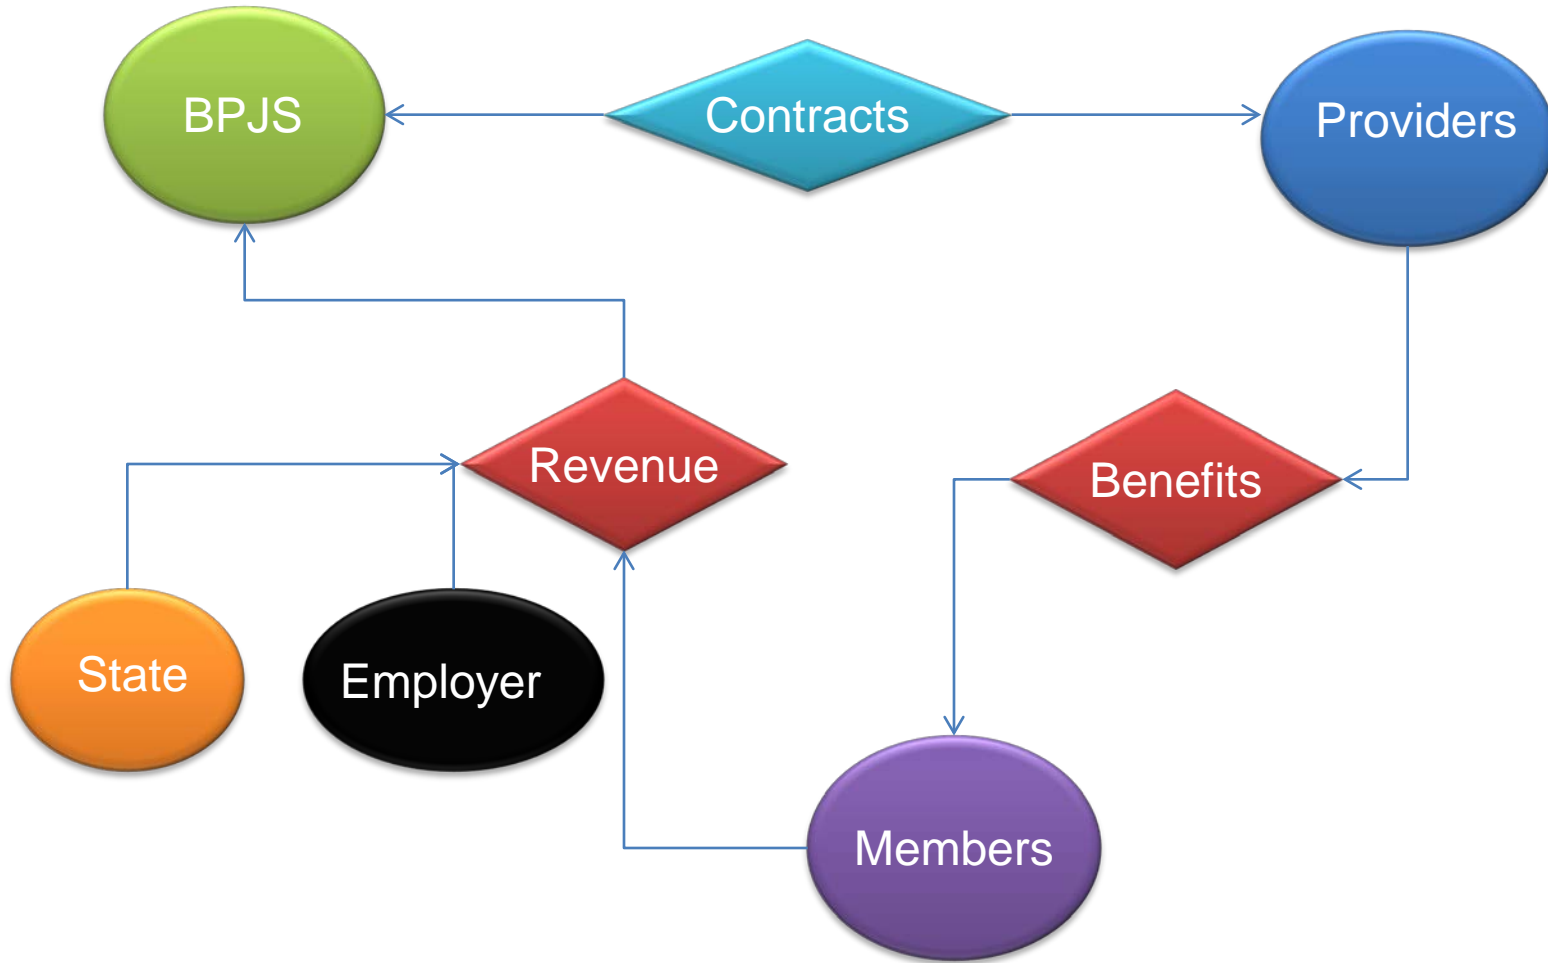 BPJS
Contracts
Providers
Revenue
Benefits
State
Employer
Members